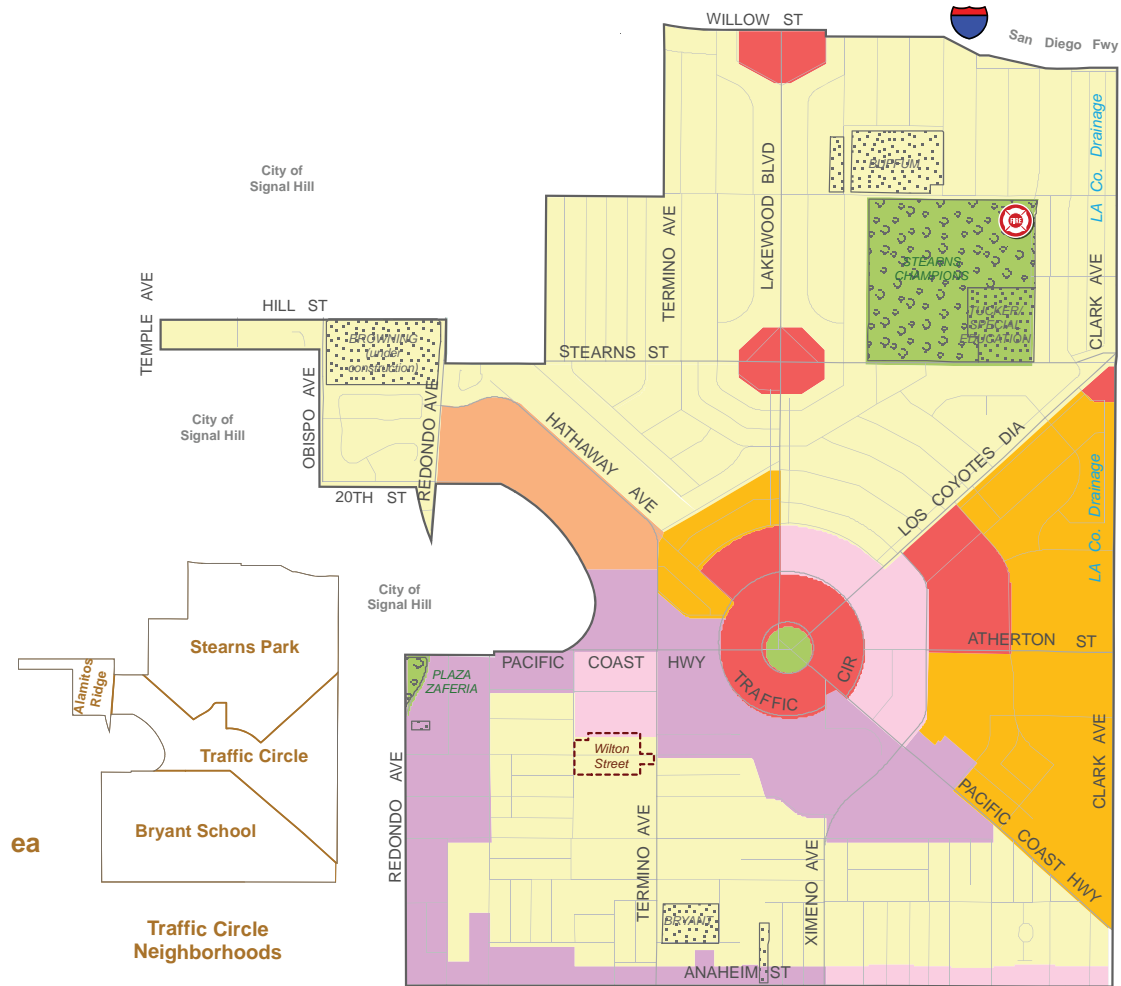 WILLOW ST
San Diego Fwy
City of
Signal Hill
TERMINO AVE
LAKEWOOD BLVD
BUFFUM
LA Co. Drainage
FIRE
STEARNS
CHAMPIONS
CLARK AVE
TEMPLE AVE
HILL ST
BROWNING
(under
construction)
STEARNS ST
TUCKER/
SPECIAL
EDUCATION
City of
Signal Hill
OBISPO AVE
REDONDO AVE
HATHAWAY AVE
LOS COYOTES DIA
20TH ST
LA Co. Drainage
City of
Signal Hill
ATHERTON ST
PACIFIC COAST HWY
PLAZA
ZAFERIA
TRAFFIC CIR
Wilton
Street
REDONDO AVE
TERMINO AVE
XIMENO AVE
PACIFIC COAST HWY
CLARK AVE
BRYANT
ANAHEIM ST
Stearns Park
Alamitos
Ridge
Traffic Circle
Bryant School
ea
Traffic Circle
Neighborhoods